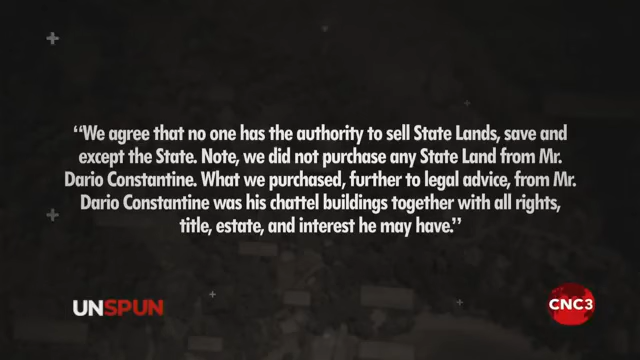 “We agree that no one has the authority to sell State Lands, save and
except the State. Note, we did not purchase any State Land from Mr.
Dario Constantine. What we purchased, further to legal advice, from Mr.
Dario Constantine was his chattel buildings together with all rights,
title, estate, and interest he may have.”
UNSPUN
CNC3